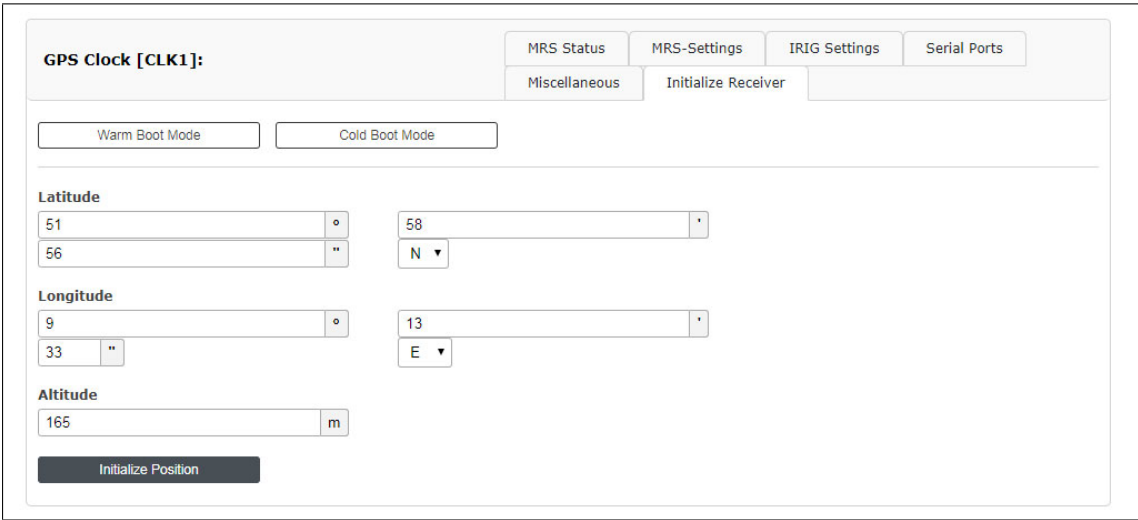 GPS Clock [CLK1]:
MRS Status MRS-Settings IRIG Settings Serial Ports
Miscellaneous Initialize Receiver
Warm Boot Mode Cold Boot Mode
Latitude
51 ° 58 '
56 " N ▼
Longitude
9 ° 13 '
33 " E ▼
Altitude
165 m
Initialize Position